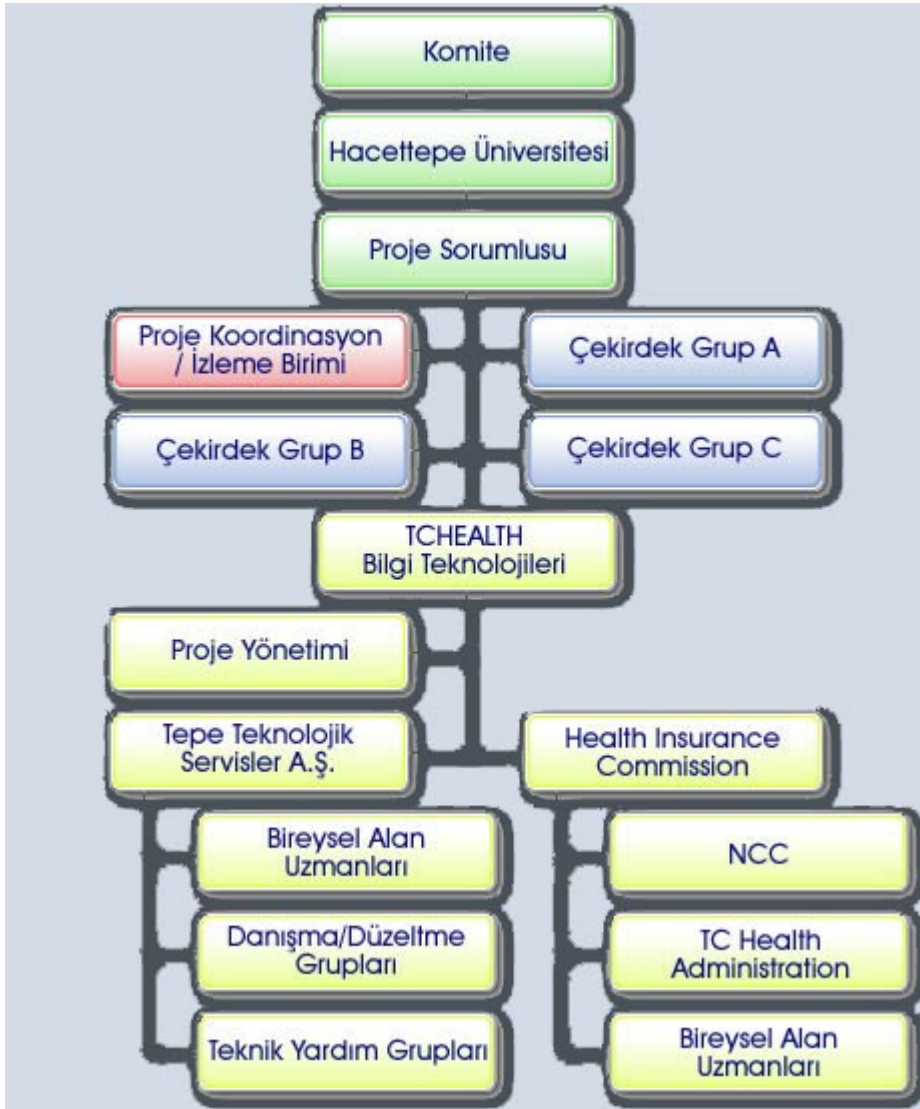 Komite
Hacettepe Üniversitesi
Proje Sorumlusu
Proje Koordinasyon
/ İzleme Birimi
Çekirdek Grup A
Çekirdek Grup B
Çekirdek Grup C
TCHEALTH
Bilgi Teknolojileri
Proje Yönetimi
Tepe Teknolojik
Servisler A.Ş.
Health Insurance
Commission
Bireysel Alan
Uzmanları
NCC
Danışma/Düzeltme
Grupları
TC Health
Administration
Teknik Yardım Grupları
Bireysel Alan
Uzmanları